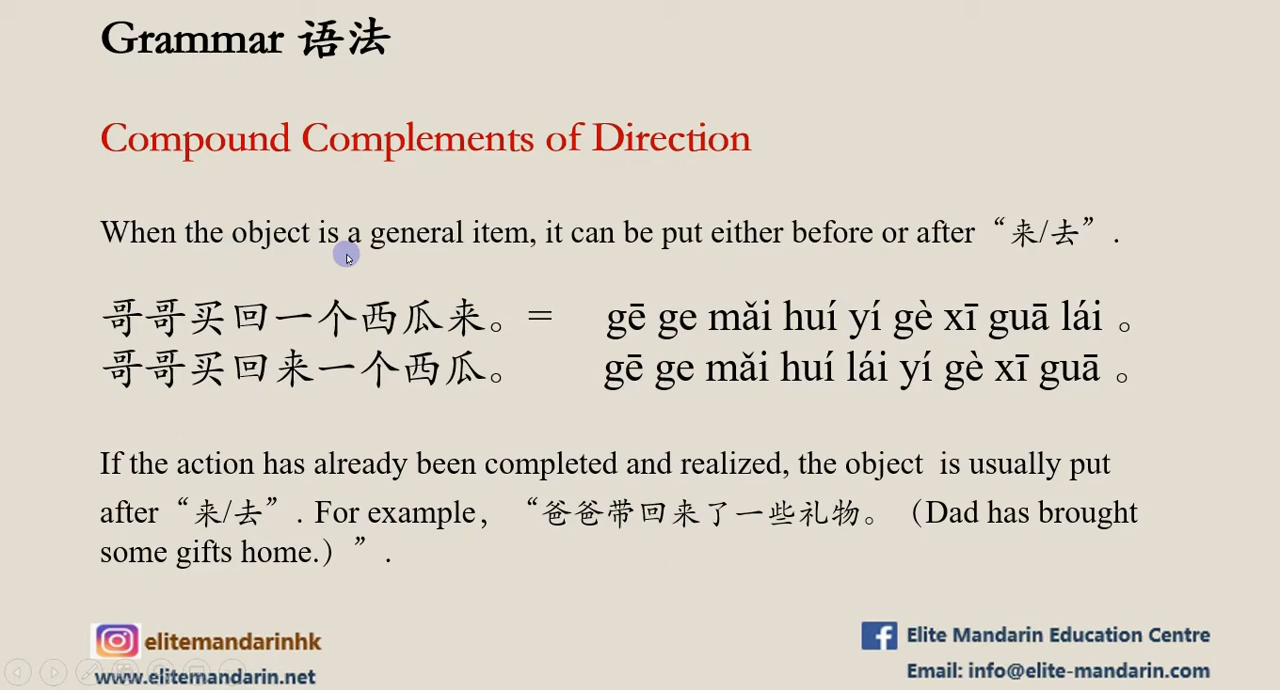 Grammar 语法
Compound Complements of Direction
When the object is a general item, it can be put either before or after “来/去”.
哥哥买回一个西瓜来。= gē ge mǎi huí yí gè xī guā lái 。
哥哥买回来一个西瓜。 gē ge mǎi huí lái yí gè xī guā 。
If the action has already been completed and realized, the object is usually put
after “来/去”. For example, “爸爸带回来了一些礼物。（Dad has brought
some gifts home.）”.
elitemandarinhk
www.elitemandarin.net
Elite Mandarin Education Centre
Email: info@elite-mandarin.com